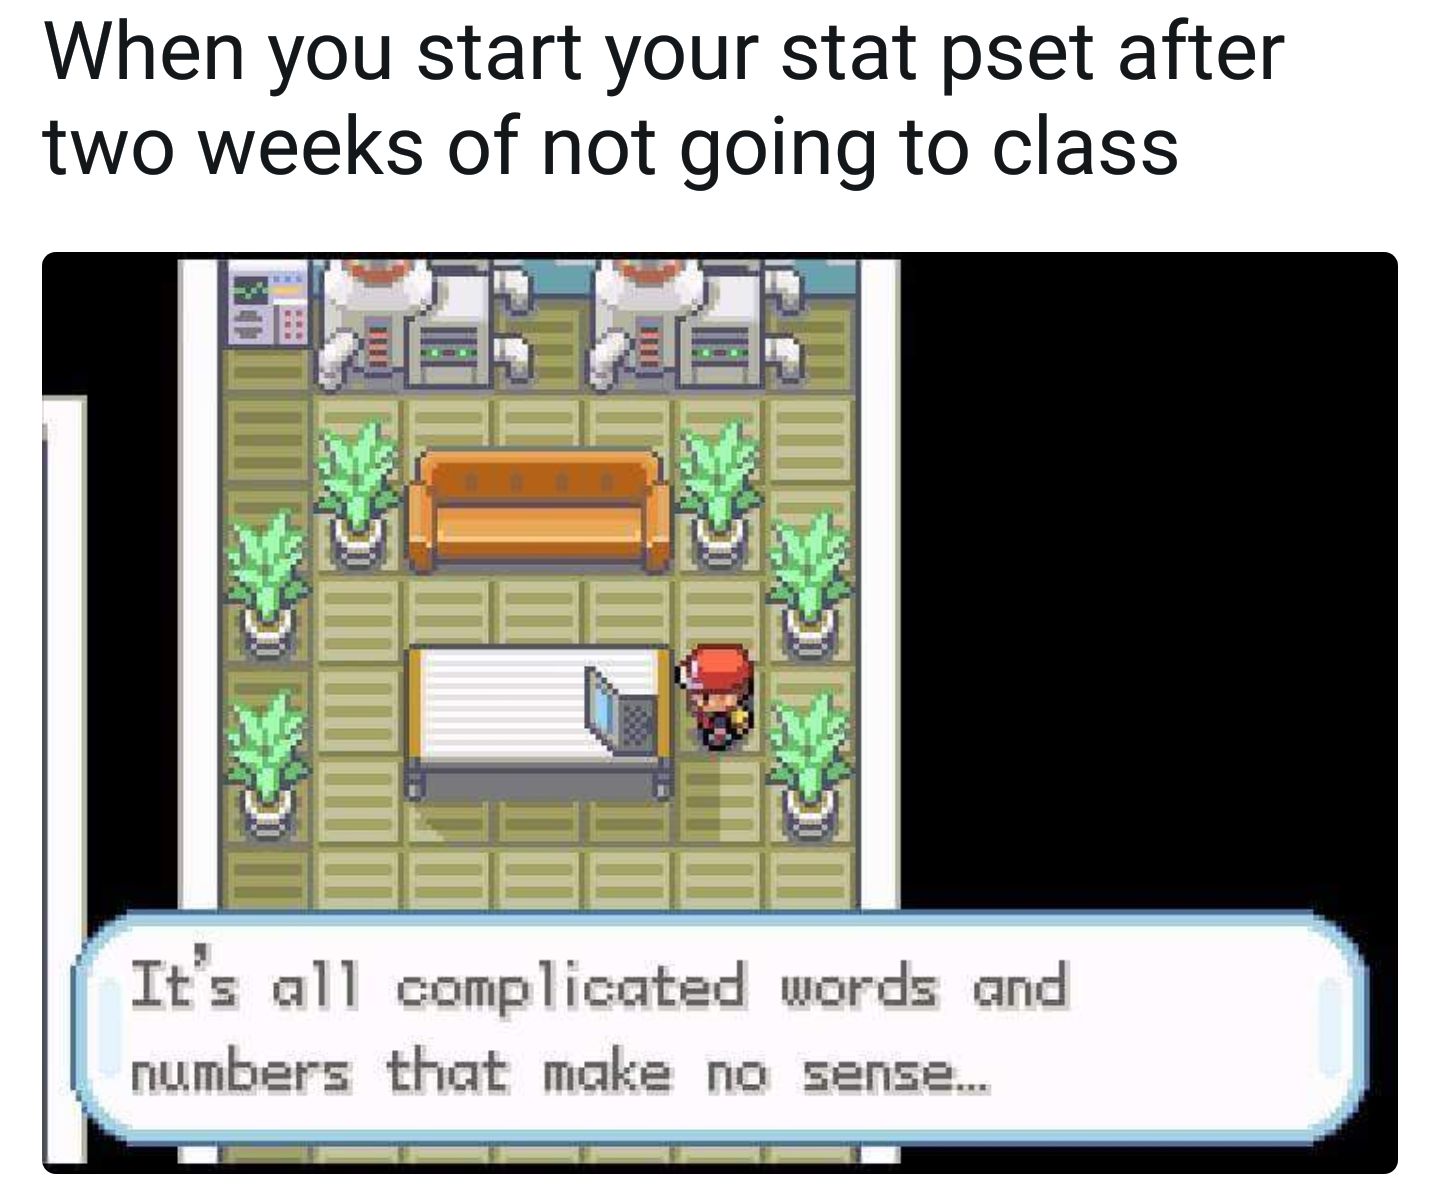 When you start your stat pset after
two weeks of not going to class
It's all complicated words and
numbers that make no sense…